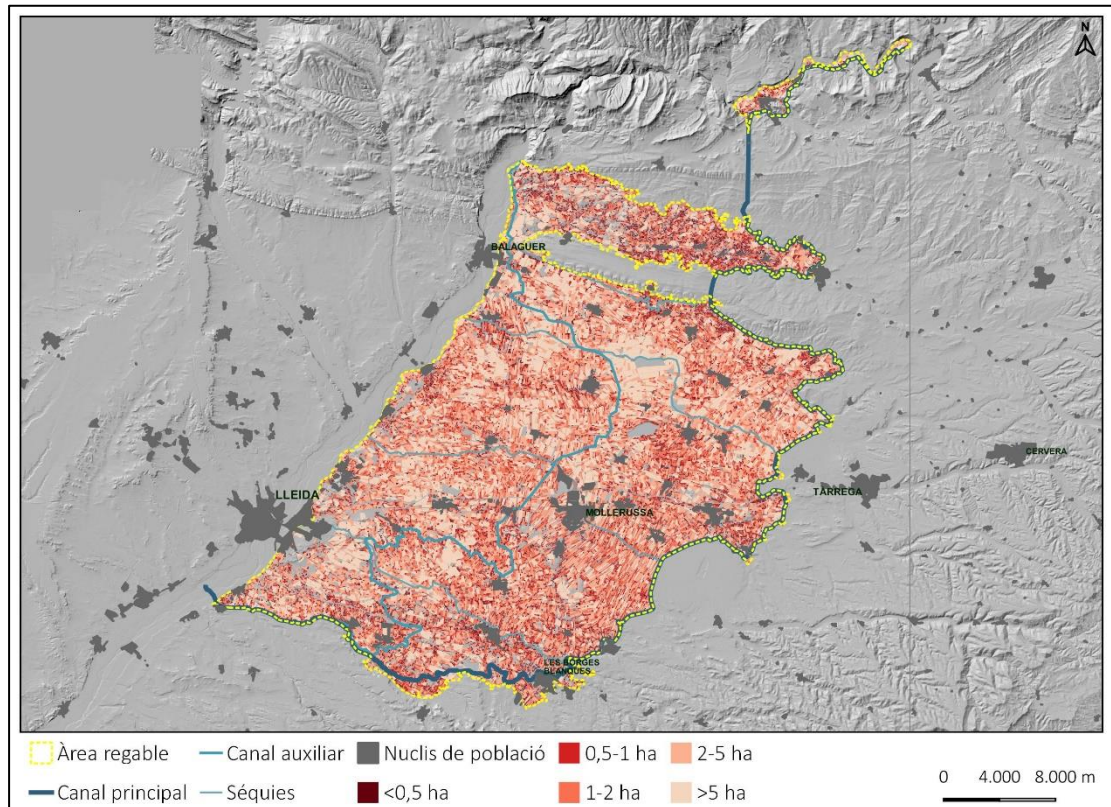 N
BALAGUER
CERVERA
TÀRREGA
LLEIDA
MOLLERUSSA
LES BORGES
BLANQUES
Àrea regable
Canal auxiliar
Nuclis de població
0,5-1 ha
2-5 ha
Canal principal
Séquies
<0,5 ha
1-2 ha
>5 ha
0 4.000 8.000 m